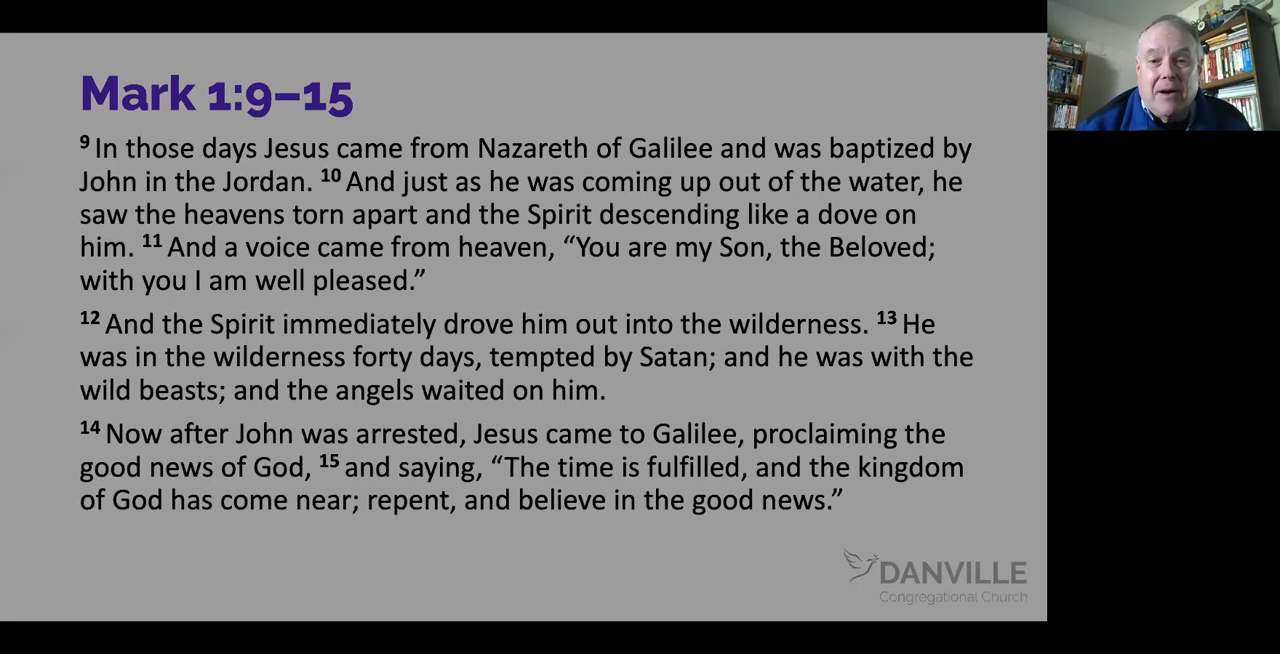 Mark 1:9–15
9 In those days Jesus came from Nazareth of Galilee and was baptized by
John in the Jordan. 10 And just as he was coming up out of the water, he
saw the heavens torn apart and the Spirit descending like a dove on
him. 11 And a voice came from heaven, “You are my Son, the Beloved;
with you I am well pleased.”
12 And the Spirit immediately drove him out into the wilderness. 13 He
was in the wilderness forty days, tempted by Satan; and he was with the
wild beasts; and the angels waited on him.
14 Now after John was arrested, Jesus came to Galilee, proclaiming the
good news of God, 15 and saying, “The time is fulfilled, and the kingdom
of God has come near; repent, and believe in the good news.”
DANVILLE
Congregational Church